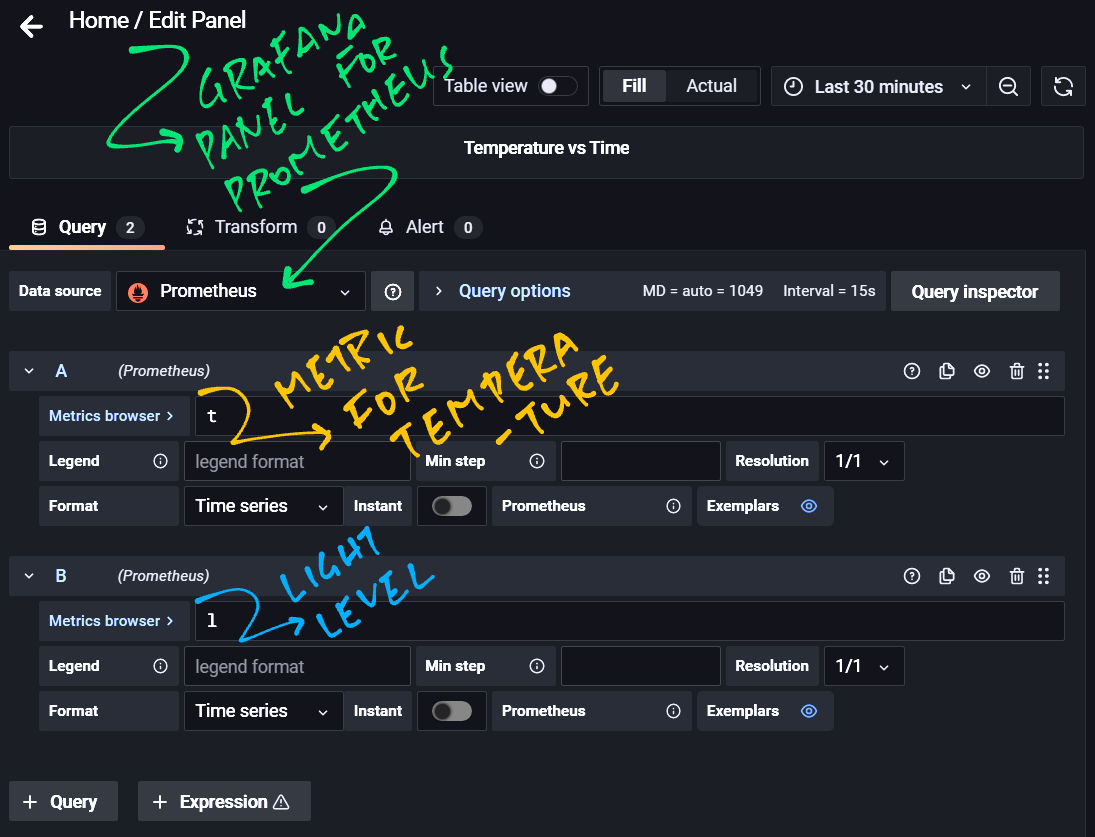 Home / Edit Panel
GRAFANA
PANEL FOR
PROMETHEUS
Table view
Fill Actual
Last 30 minutes
Temperature vs Time
Query 2 Transform 0 Alert 0
Data source Prometheus Query options MD = auto = 1049 Interval = 15s Query inspector
A (Prometheus)
METRIC
FOR
TEMPERA
-TURE
Metrics browser > t
Legend legend format Min step Resolution 1/1
Format Time series Instant Prometheus Exemplars
B (Prometheus)
LIGHT
LEVEL
Metrics browser > l
Legend legend format Min step Resolution 1/1
Format Time series Instant Prometheus Exemplars
+ Query + Expression